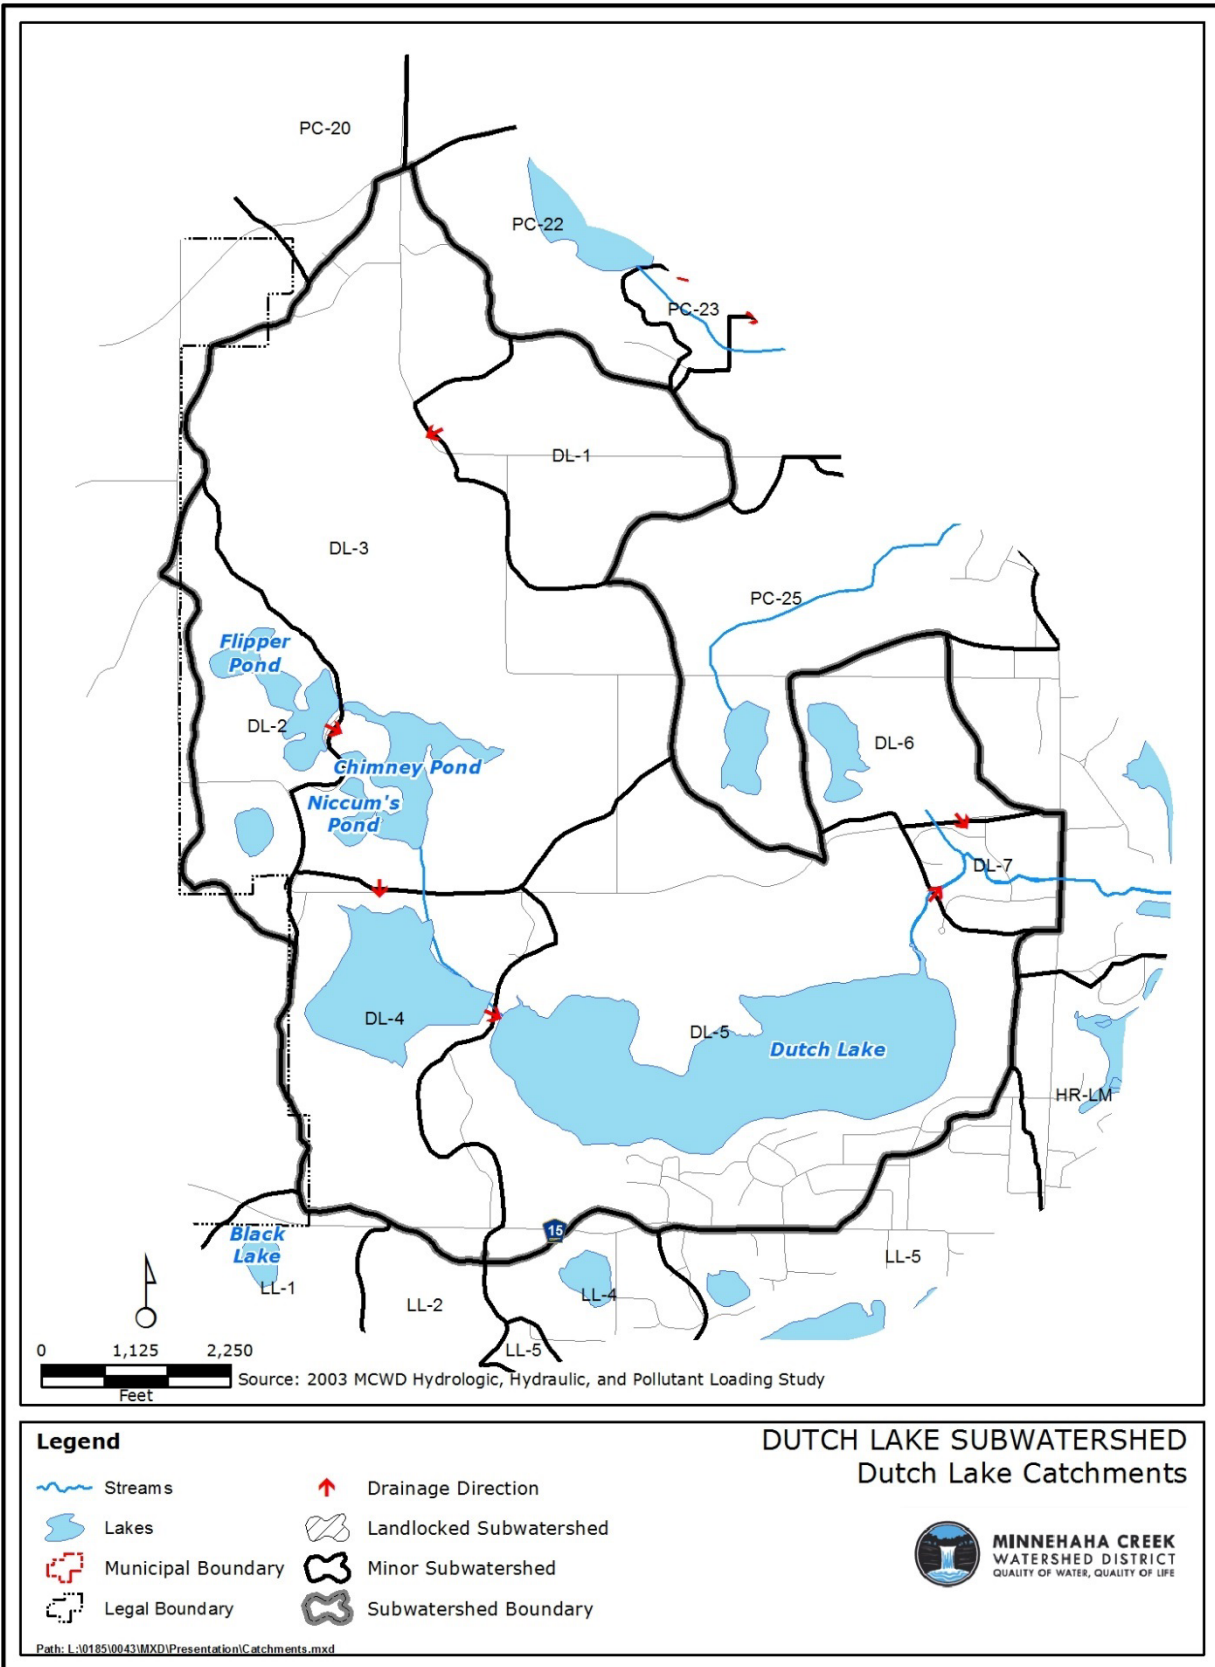 PC-20
PC-22
PC-23
DL-1
DL-3
PC-25
Flipper
Pond
DL-2
DL-6
Chimney Pond
Niccum's
Pond
DL-7
DL-4
DL-5
Dutch Lake
HR-LM
15
Black
Lake
LL-5
LL-1
LL-4
LL-2
LL-5
0 1,125 2,250
Feet
Source: 2003 MCWD Hydrologic, Hydraulic, and Pollutant Loading Study
Legend
Streams
Lakes
Municipal Boundary
Legal Boundary
Drainage Direction
Landlocked Subwatershed
Minor Subwatershed
Subwatershed Boundary
DUTCH LAKE SUBWATERSHED
Dutch Lake Catchments
MINNEHAHA CREEK
WATERSHED DISTRICT
QUALITY OF WATER, QUALITY OF LIFE
Path: L:\0185\0043\MXD\Presentation\Catchments.mxd